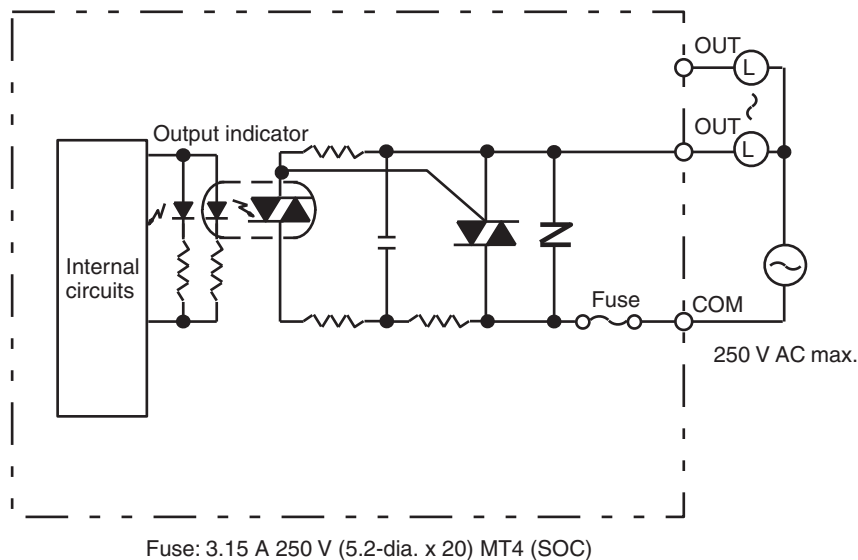 OUT
L
OUT
L
Output indicator
Internal
circuits
Fuse
COM
250 V AC max.
Fuse: 3.15 A 250 V (5.2-dia. x 20) MT4 (SOC)